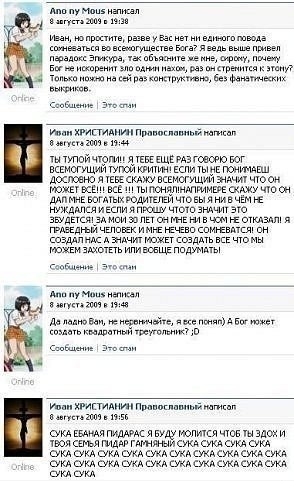 Ano ny Mous написал
8 августа 2009 в 19:38
Иван, но простите, разве у Вас нет ни единого повода
сомневаться во всемогуществе Бога? Я ведь выше привел
парадокс Эпикура, так объясните же мне, сирому, почему
Бог не искоренит зло одним махом, раз он стремится к этому?
Только можно на сей раз конструктивно, без фанатических
выкриков.
Online
Сообщение | Это спам
Иван ХРИСТИАНИН Православный написал
8 августа 2009 в 19:44
ТЫ ТУПОЙ ЧТОЛИ!! Я ТЕБЕ ЕЩЁ РАЗ ГОВОРЮ БОГ
ВСЕМОГУЩИЙ ТУПОЙ КРИТИН! ЕСЛИ ТЫ НЕ ПОНИМАЕШ
ДОСЛОВНО Я ТЕБЕ СКАЖУ ВСЕМОГУЩИЙ ЗНАЧИТ ЧТО ОН
МОЖЕТ ВСЁ!!! ВСЁ !!! ТЫ ПОНЯЛ!НАПРИМЕРЕ СКАЖУ ЧТО ОН
ДАЛ МНЕ БОГАТЫХ РОДИТЕЛЕЙ ЧТО БЫ Я НИ В ЧЁМ НЕ
НУЖДАЛСЯ И ЕСЛИ Я ПРОШУ ЧТОТО ЗНАЧИТ ЭТО
ЗБУДЕТСЯ! ЗА МОИ 30 ЛЕТ ОН МНЕ НИ В ЧОМ НЕ ОТКАЗАЛ! Я
ПРАВЕДНЫЙ ЧЕЛОВЕК И МНЕ НЕЧЕВО СОМНЕВАТСЯ! ОН
СОЗДАЛ НАС А ЗНАЧИТ МОЖЕТ СОЗДАТЬ ВСЕ ЧТО МЫ
МОЖЕМ ЗАХОТЕТЬ ИЛИ ВОБЩЕ ПОДУМАТЬ!
Online
Сообщение | Это спам
Ano ny Mous написал
8 августа 2009 в 19:48
Да ладно Вам, не нервничайте, я все понял) А Бог может
создать квадратный треугольник? ;D
Сообщение | Это спам
Online
Иван ХРИСТИАНИН Православный написал
8 августа 2009 в 19:56
СУКА ЕБАНАЯ ПИДАРАС Я БУДУ МОЛИТСЯ ЧТОБ ТЫ ЗДОХ И
ТВОЯ СЕМЬЯ ПИДАР ГАМНЯНЫЙ СУКА СУКА СУКА СУКА
СУКА СУКА СУКА СУКА СУКА СУКА СУКА СУКА СУКА СУКА
СУКА СУКА СУКА СУКА СУКА СУКА СУКА СУКА СУКА СУКА
СУКА СУКА
Online